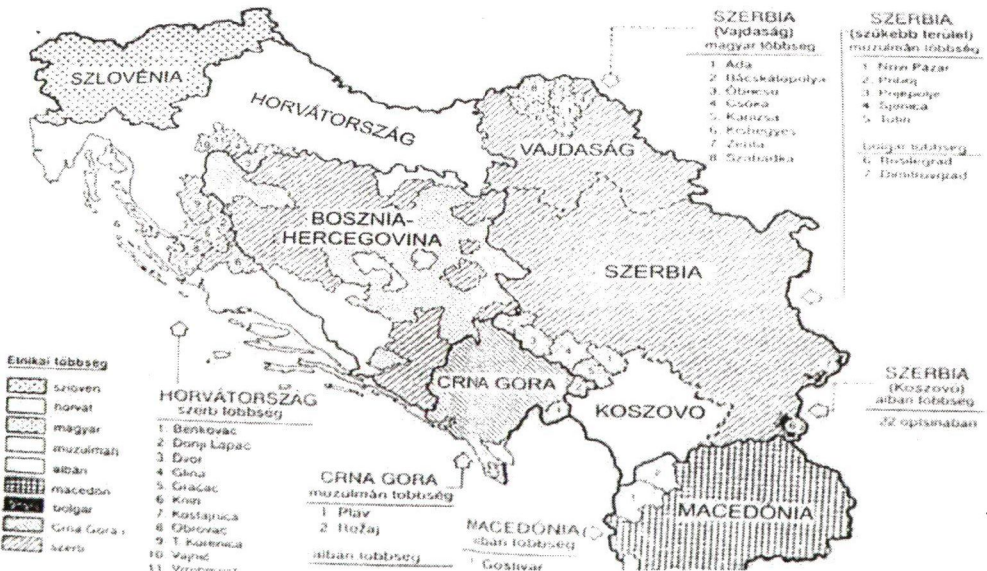 SZLOVÉNIA
HORVÁTORSZÁG
VAJDASÁG
BOSZNIA-
HERCEGOVINA
SZERBIA
CRNA GORA
KOSZOVO
MACEDÓNIA
SZERBIA
(Vajdaság)
magyar többség
1 Ada
2 Bácskatopolya
3 Óbecse
4 Csóka
5 Kanizsa
6 Kishegyes
7 Zenta
8 Szabadka
SZERBIA
(szűkebb terület)
muzulmán többség
1 Novi Pazar
2 Priboj
3 Prijepolje
4 Sjenica
5 Tutin
bolgár többség
6 Bosilegrad
7 Dimitrovgrad
SZERBIA
(Koszovo)
albán többség
22 opstinában
Etnikai többség
szlovén
horvát
magyar
muzulmán
albán
macedón
bolgár
Crna Gora i
szerb
HORVÁTORSZÁG
szerb többség
1 Benkovac
2 Donji Lapac
3 Dvor
4 Glina
5 Gračac
6 Knin
7 Kostajnica
8 Obrovac
9 T. Korenica
10 Vojnić
11
CRNA GORA
muzulmán többség
1 Plav
2 Rožaj
albán többség
MACEDÓNIA
albán többség
1 Gostivar